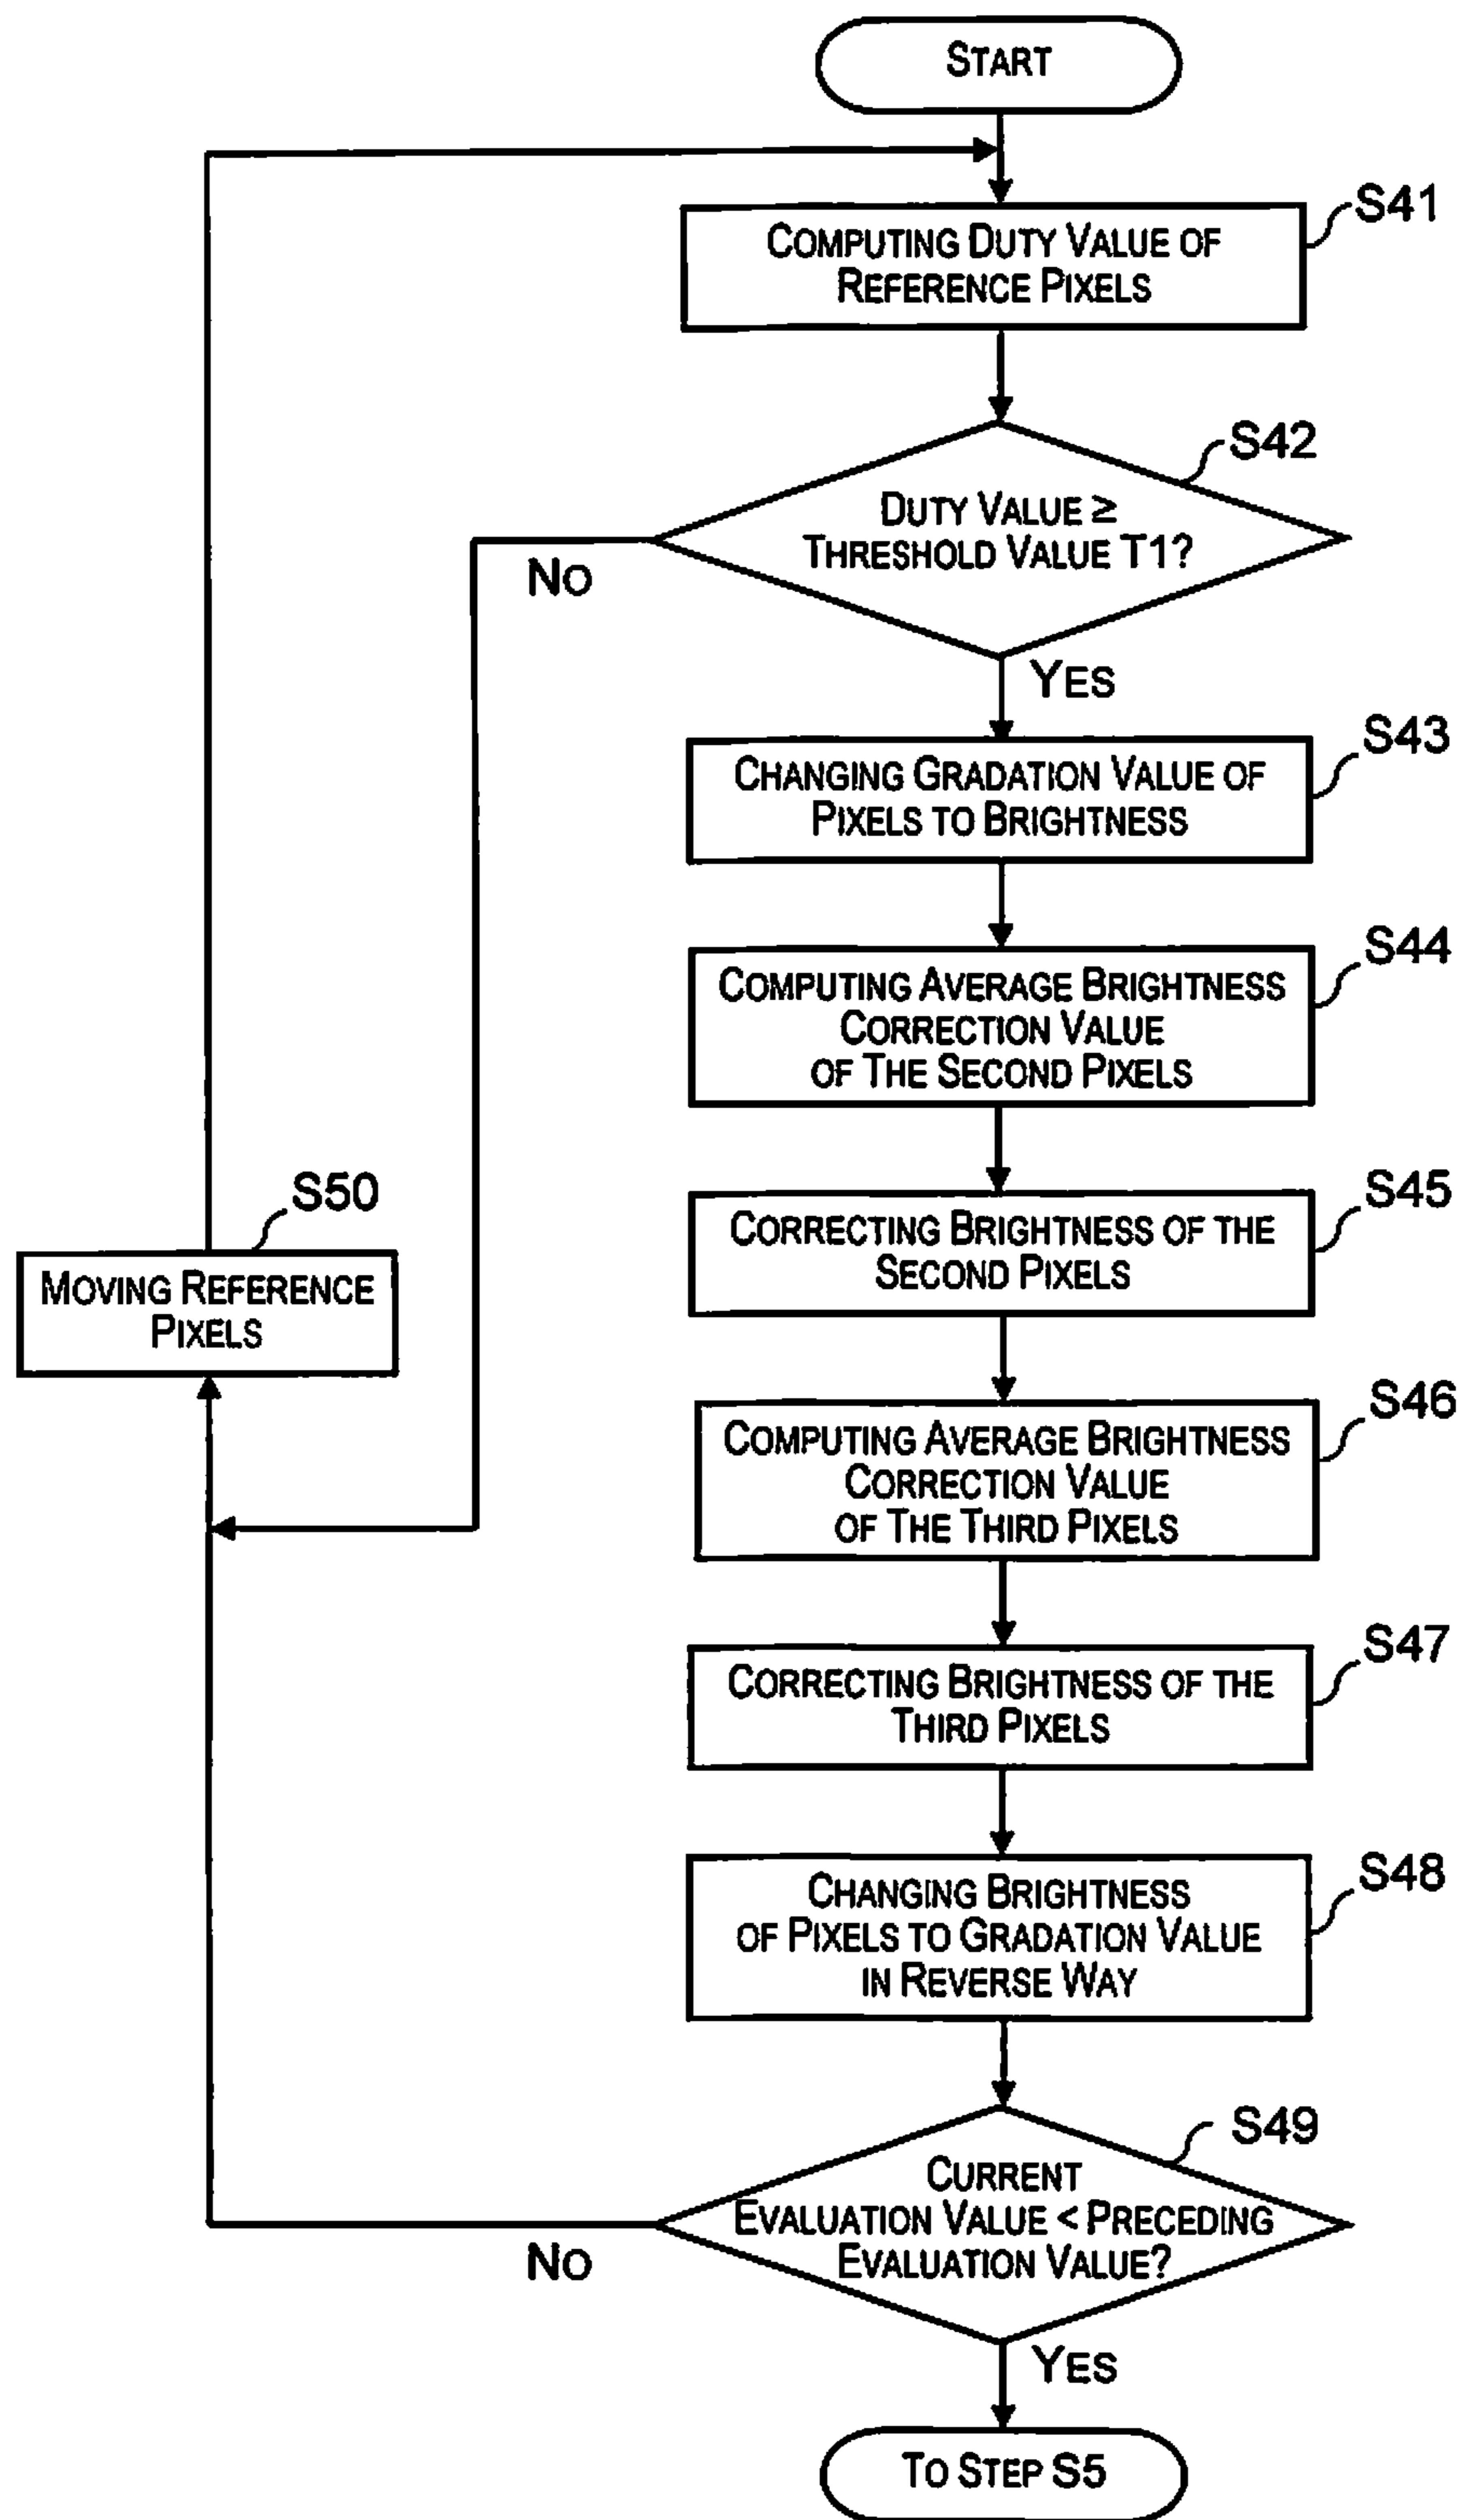 START
S41
COMPUTING DUTY VALUE OF
REFERENCE PIXELS
S42
DUTY VALUE ≥
THRESHOLD VALUE T1?
NO
YES
S43
CHANGING GRADATION VALUE OF
PIXELS TO BRIGHTNESS
S44
COMPUTING AVERAGE BRIGHTNESS
CORRECTION VALUE
OF THE SECOND PIXELS
S45
CORRECTING BRIGHTNESS OF THE
SECOND PIXELS
S50
MOVING REFERENCE
PIXELS
S46
COMPUTING AVERAGE BRIGHTNESS
CORRECTION VALUE
OF THE THIRD PIXELS
S47
CORRECTING BRIGHTNESS OF THE
THIRD PIXELS
S48
CHANGING BRIGHTNESS
OF PIXELS TO GRADATION VALUE
IN REVERSE WAY
S49
CURRENT
EVALUATION VALUE < PRECEDING
EVALUATION VALUE?
NO
YES
TO STEP S5